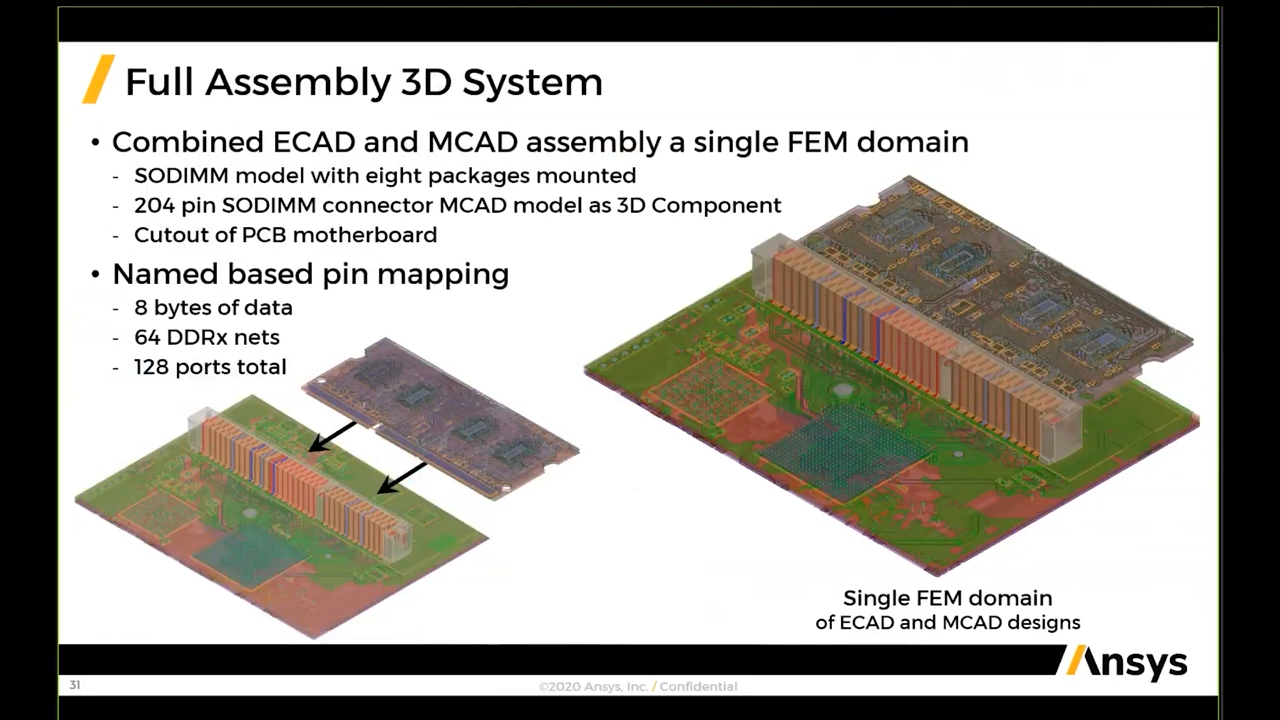 Full Assembly 3D System
• Combined ECAD and MCAD assembly a single FEM domain
- SODIMM model with eight packages mounted
- 204 pin SODIMM connector MCAD model as 3D Component
- Cutout of PCB motherboard
• Named based pin mapping
- 8 bytes of data
- 64 DDRx nets
- 128 ports total
Single FEM domain
of ECAD and MCAD designs
Ansys
31
©2020 Ansys, Inc. / Confidential